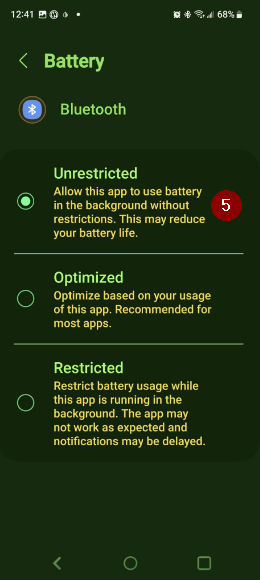 12:41 68%
Battery
Bluetooth
Unrestricted
Allow this app to use battery
in the background without
restrictions. This may reduce
your battery life.
5
Optimized
Optimize based on your usage
of this app. Recommended for
most apps.
Restricted
Restrict battery usage while
this app is running in the
background. The app may
not work as expected and
notifications may be delayed.